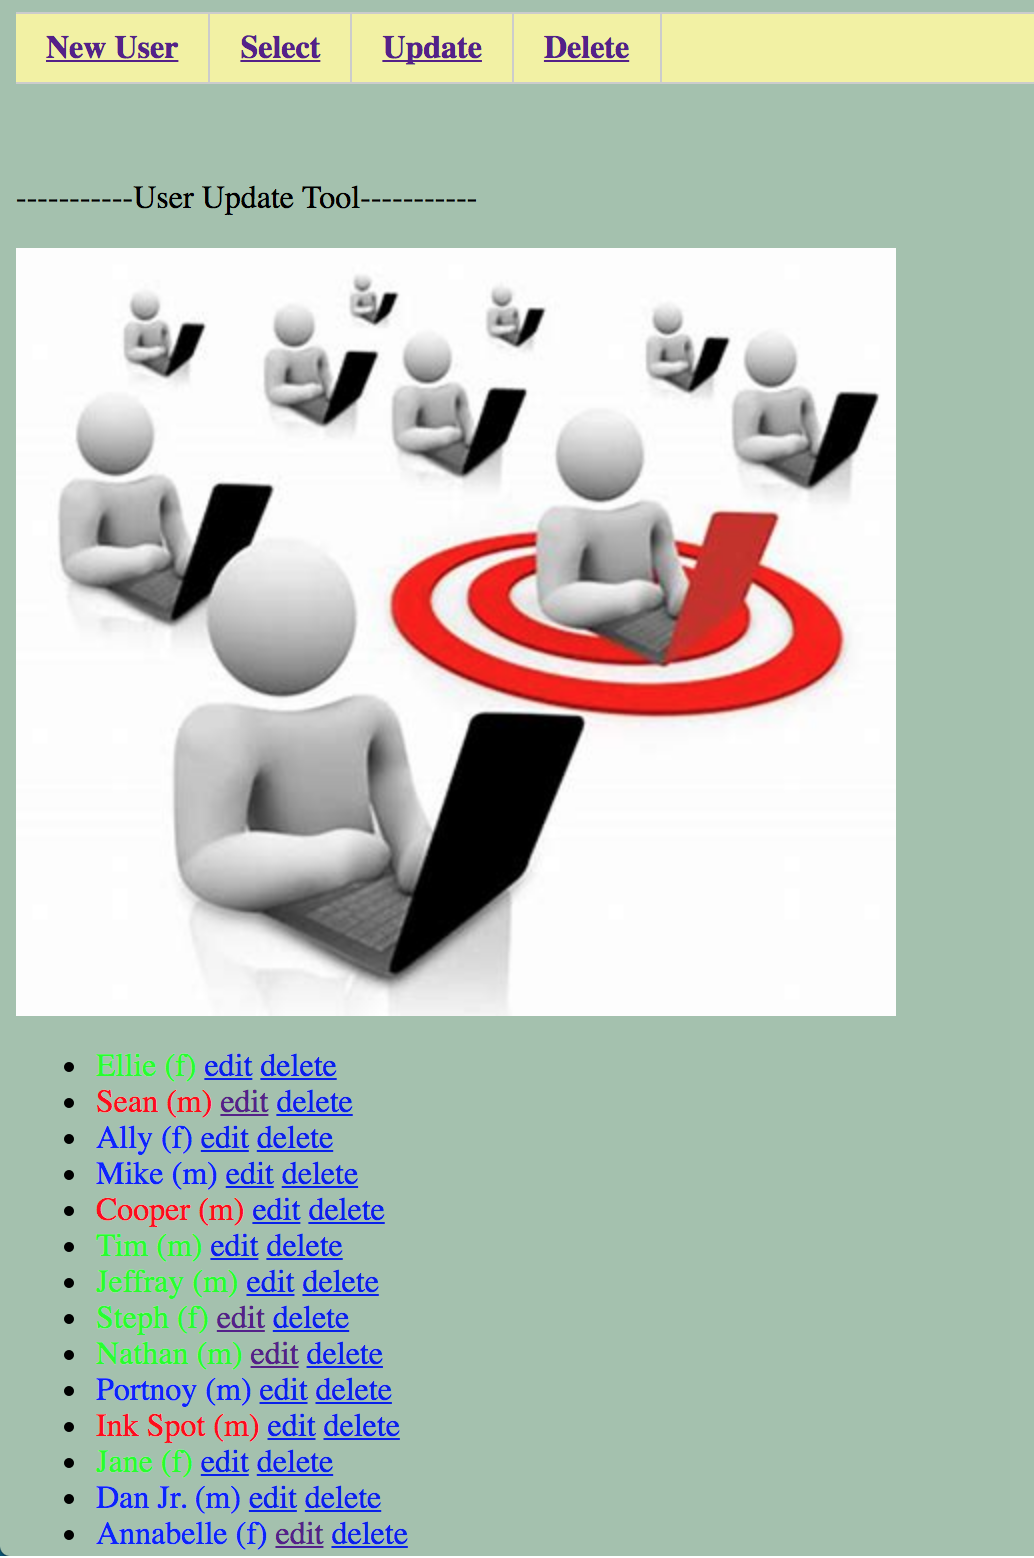 New User Select Update Delete
-----------User Update Tool-----------
Ellie (f) edit delete
Sean (m) edit delete
Ally (f) edit delete
Mike (m) edit delete
Cooper (m) edit delete
Tim (m) edit delete
Jeffray (m) edit delete
Steph (f) edit delete
Nathan (m) edit delete
Portnoy (m) edit delete
Ink Spot (m) edit delete
Jane (f) edit delete
Dan Jr. (m) edit delete
Annabelle (f) edit delete